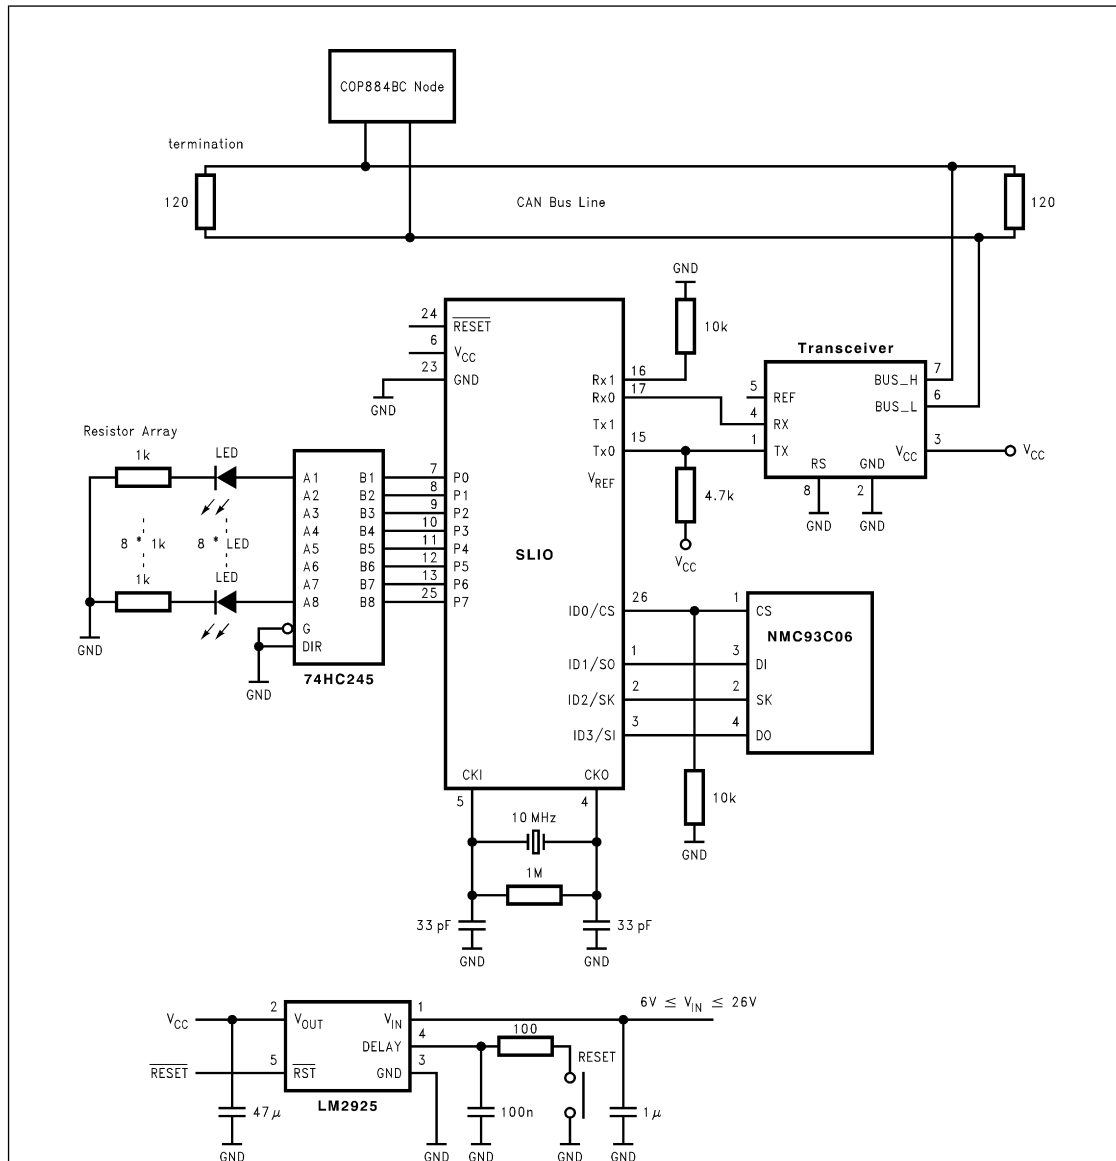 COP884BC Node
termination
120
CAN Bus Line
120
GND
10k
24
RESET
6
VCC
23
GND
GND
Rx1
16
Rx0
17
Tx1
Tx0
15
VREF
4.7k
VCC
SLIO
Transceiver
5
REF
4
RX
1
TX
BUS_H
7
BUS_L
6
VCC
3
VCC
RS
GND
8
2
GND
GND
Resistor Array
1k
LED
8 * 1k
8 * LED
1k
LED
GND
A1
B1
7
P0
A2
B2
8
P1
A3
B3
9
P2
A4
B4
10
P3
A5
B5
11
P4
A6
B6
12
P5
A7
B7
13
P6
A8
B8
25
P7
G
DIR
GND
74HC245
ID0/CS
26
1
CS
NMC93C06
ID1/SO
1
3
DI
ID2/SK
2
2
SK
ID3/SI
3
4
DO
10k
GND
CKI
CKO
5
4
10 MHz
1M
33 pF
33 pF
GND
GND
VCC
2
VOUT
VIN
1
6V ≤ VIN ≤ 26V
DELAY
4
100
RESET
RESET
5
RST
GND
3
LM2925
47µ
100n
1µ
GND
GND
GND
GND
GND